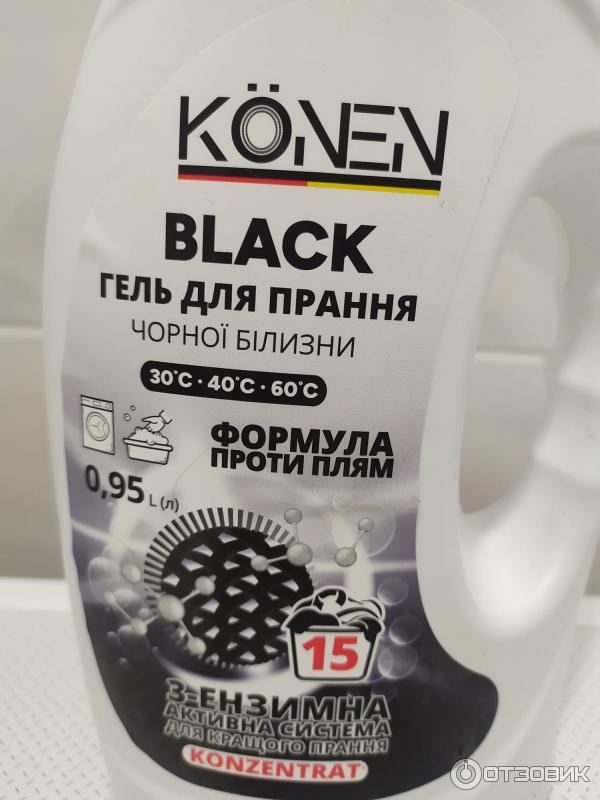 KÖNEN
BLACK
ГЕЛЬ ДЛЯ ПРАННЯ
ЧОРНОЇ БІЛИЗНИ
30°C · 40°C · 60°C
ФОРМУЛА
ПРОТИ ПЛЯМ
0,95 L (л)
15
3-ЕНЗИМНА
АКТИВНА СИСТЕМА
ДЛЯ КРАЩОГО ПРАННЯ
KONZENTRAT
ОТЗОВИК